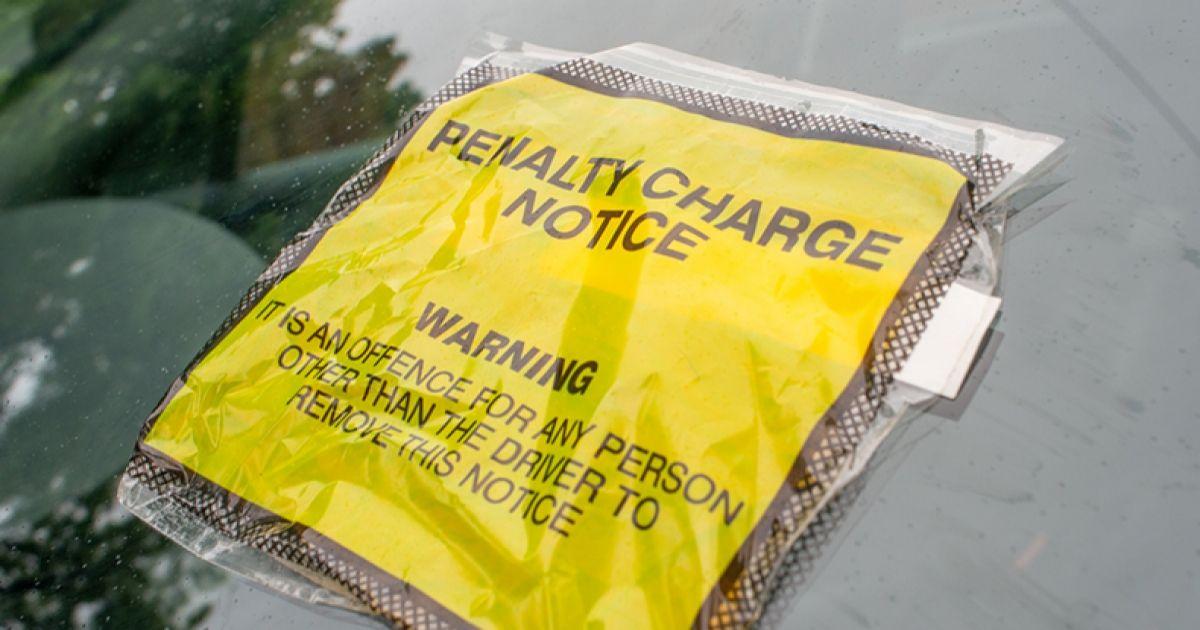 PENALTY CHARGE
NOTICE
WARNING
IT IS AN OFFENCE FOR ANY PERSON
OTHER THAN THE DRIVER TO
REMOVE THIS NOTICE